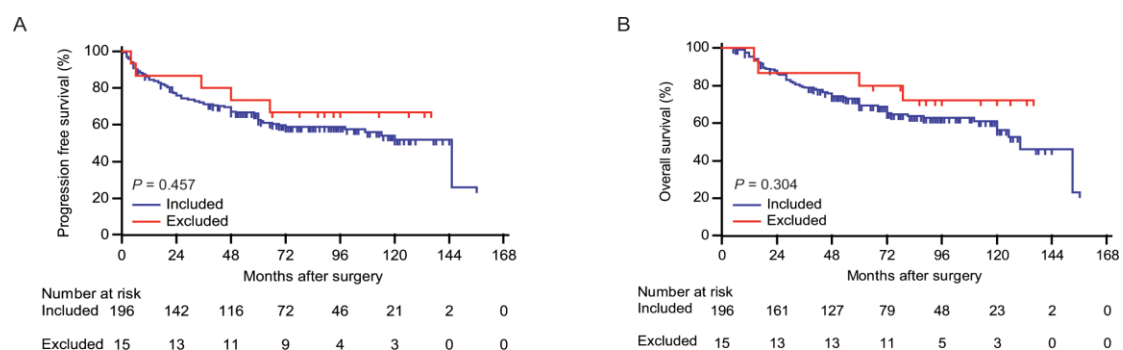 A
Progression free survival (%)
100
80
60
40
20
0
P = 0.457
Included
Excluded
0 24 48 72 96 120 144 168
Months after surgery
Number at risk
Included 196 142 116 72 46 21 2 0
Excluded 15 13 11 9 4 3 0 0
B
Overall survival (%)
100
80
60
40
20
0
P = 0.304
Included
Excluded
0 24 48 72 96 120 144 168
Months after surgery
Number at risk
Included 196 161 127 79 48 23 2 0
Excluded 15 13 13 11 5 3 0 0